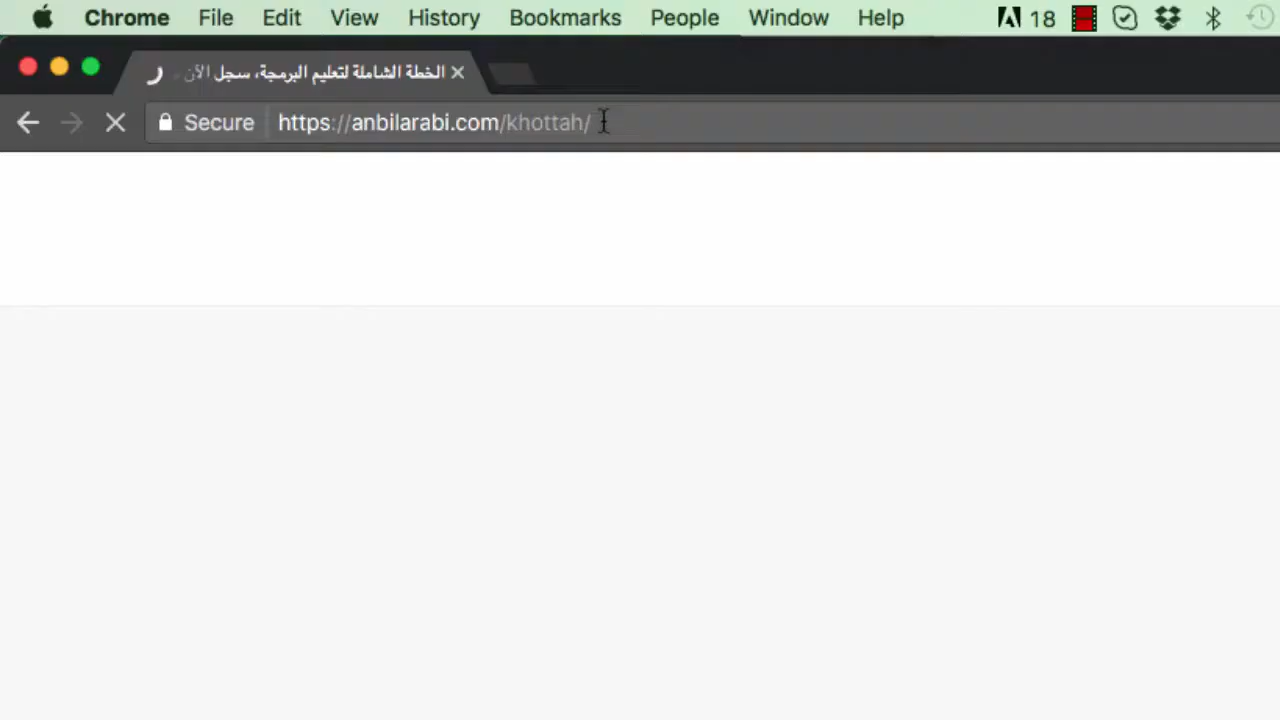 Chrome File Edit View History Bookmarks People Window Help 18
الخطة الشاملة لتعليم البرمجة، سجل الآن
Secure https://anbilarabi.com/khottah/